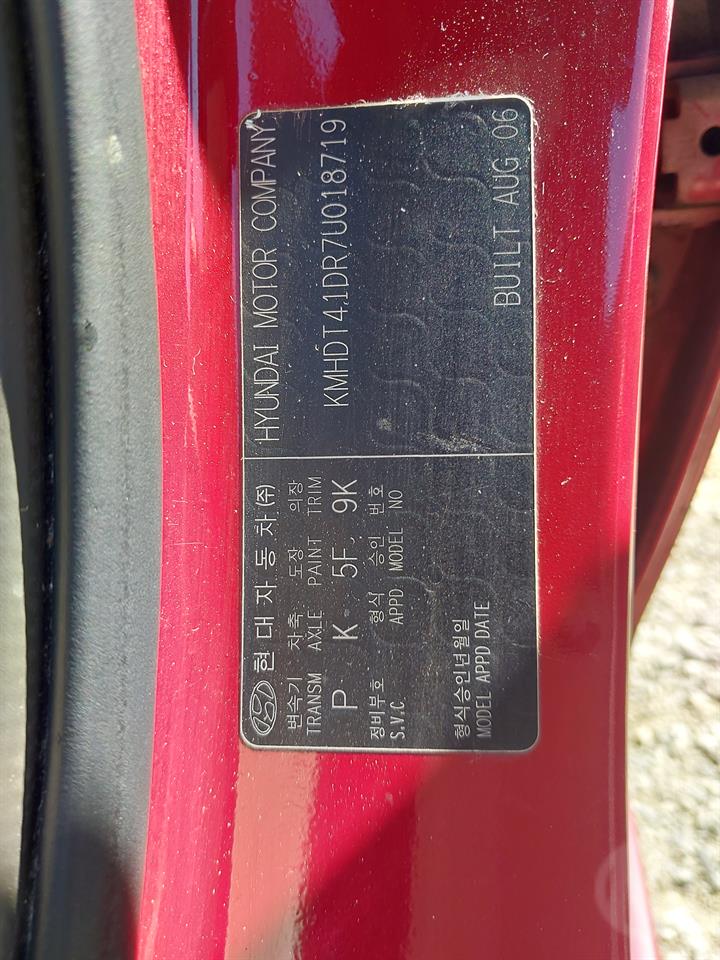 현대자동차(주)
변속기 차축 도장 의장
TRANSM AXLE PAINT TRIM
P K 5F 9K
정비부호 형식 승인 번호
S.V.C. APPD MODEL NO
형식승인년월일
MODEL APPD DATE
HYUNDAI MOTOR COMPANY
KMHDT41DR7U018719
BUILT AUG 06